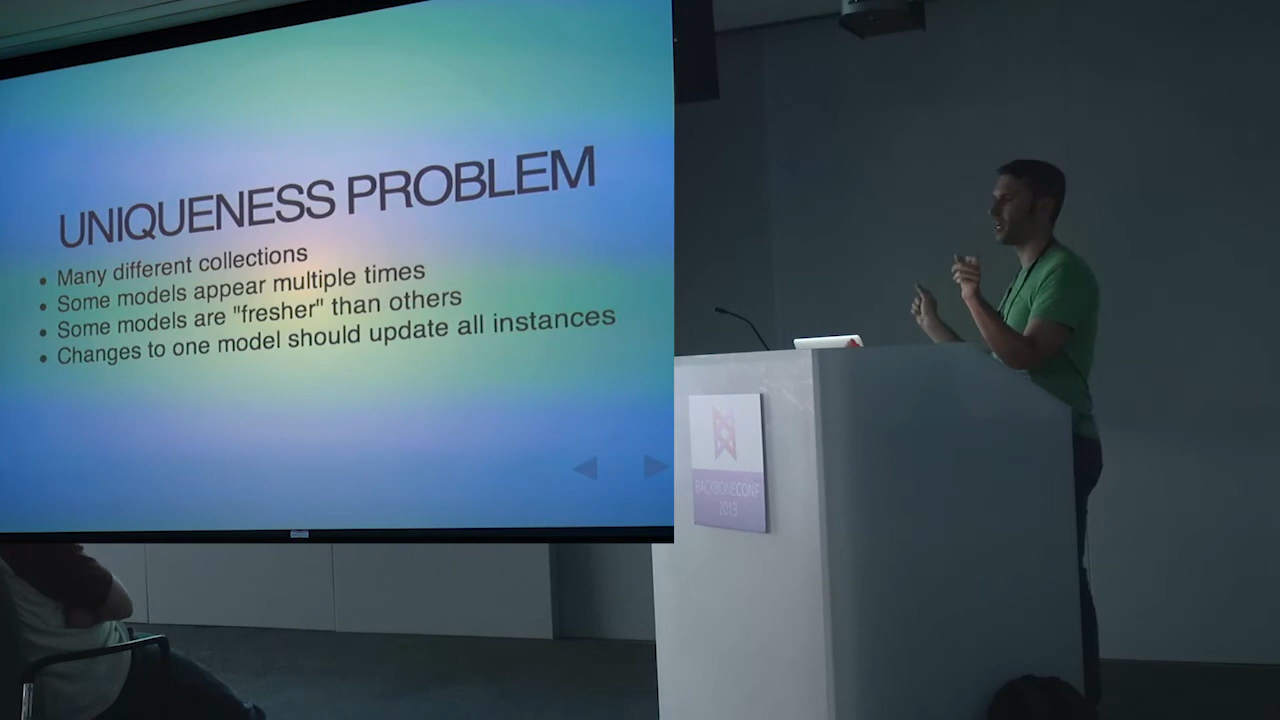 UNIQUENESS PROBLEM
• Many different collections
• Some models appear multiple times
• Some models are "fresher" than others
• Changes to one model should update all instances
BACKBONECONF
2013